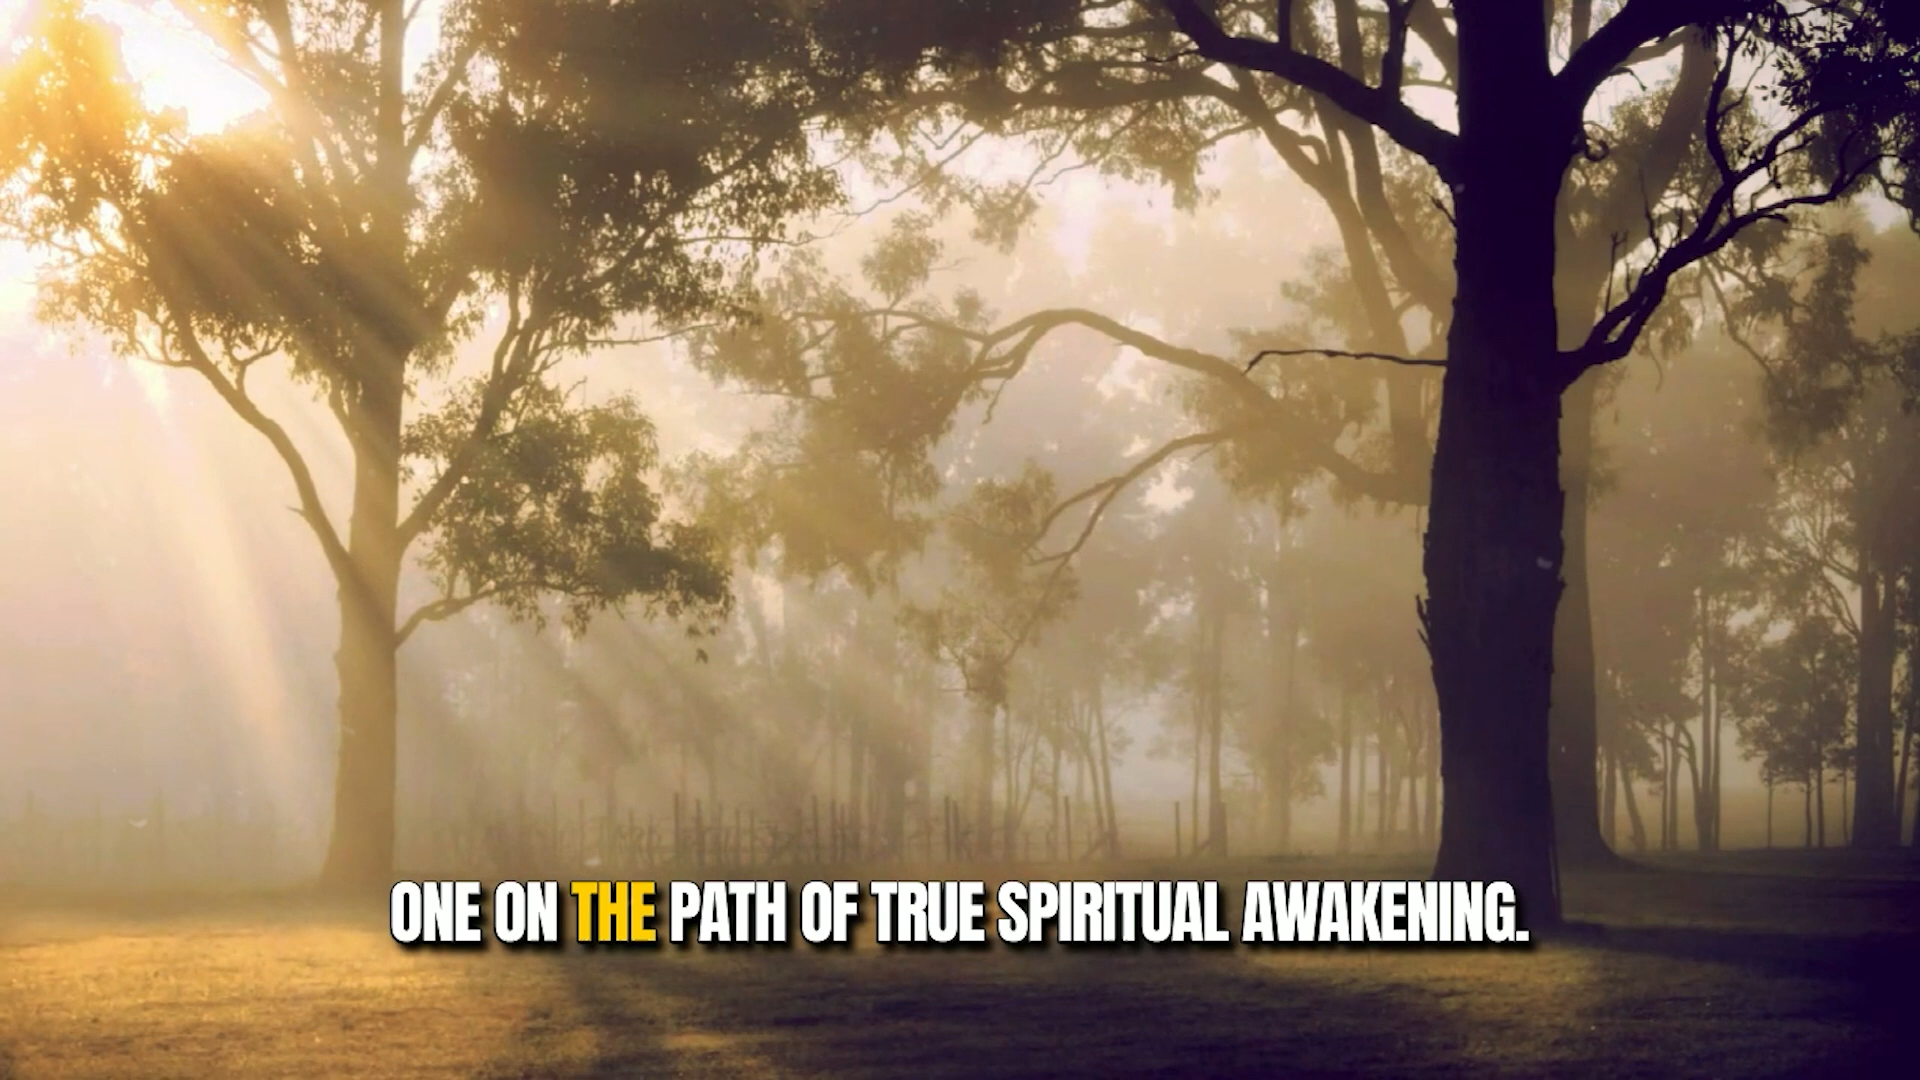 ONE ON THE PATH OF TRUE SPIRITUAL AWAKENING.